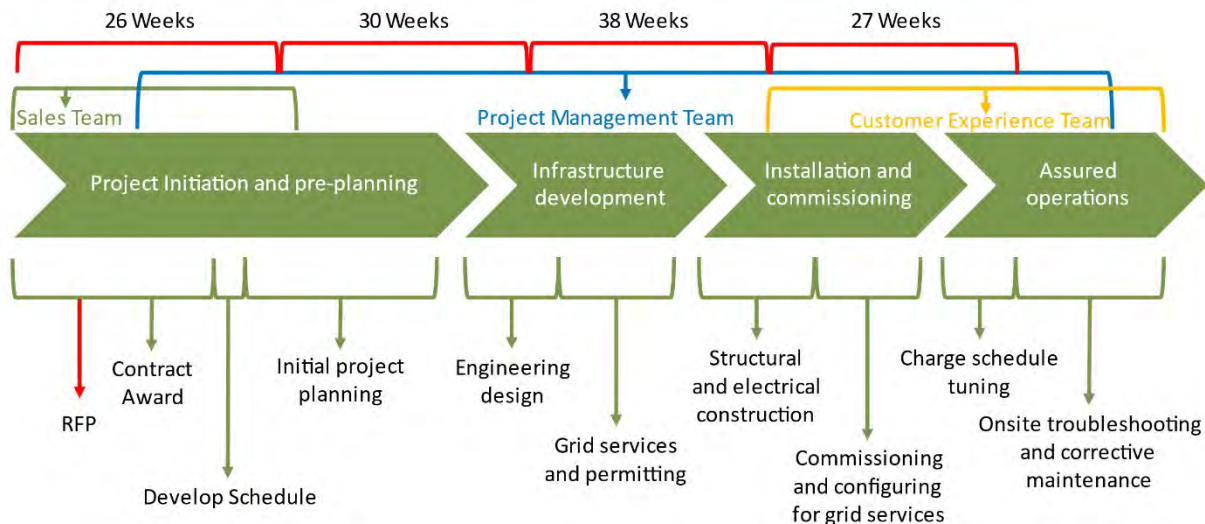 26 Weeks
30 Weeks
38 Weeks
27 Weeks
Sales Team
Project Management Team
Customer Experience Team
Project Initiation and pre-planning
Infrastructure
development
Installation and
commissioning
Assured
operations
RFP
Contract
Award
Develop Schedule
Initial project
planning
Engineering
design
Grid services
and permitting
Structural
and electrical
construction
Commissioning
and configuring
for grid services
Charge schedule
tuning
Onsite troubleshooting
and corrective
maintenance